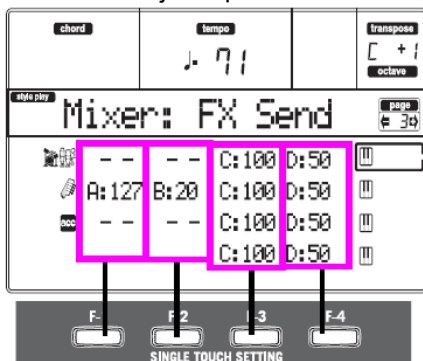 chord tempo transpose
♩. 71 C +1
octave
style play
Mixer: FX Send page
3
- - - - C:100 D:50
A:127 B:20 C:100 D:50
acc - - - - C:100 D:50
C:100 D:50
F- F-2 -3 F-4
SINGLE TOUCH SETTING